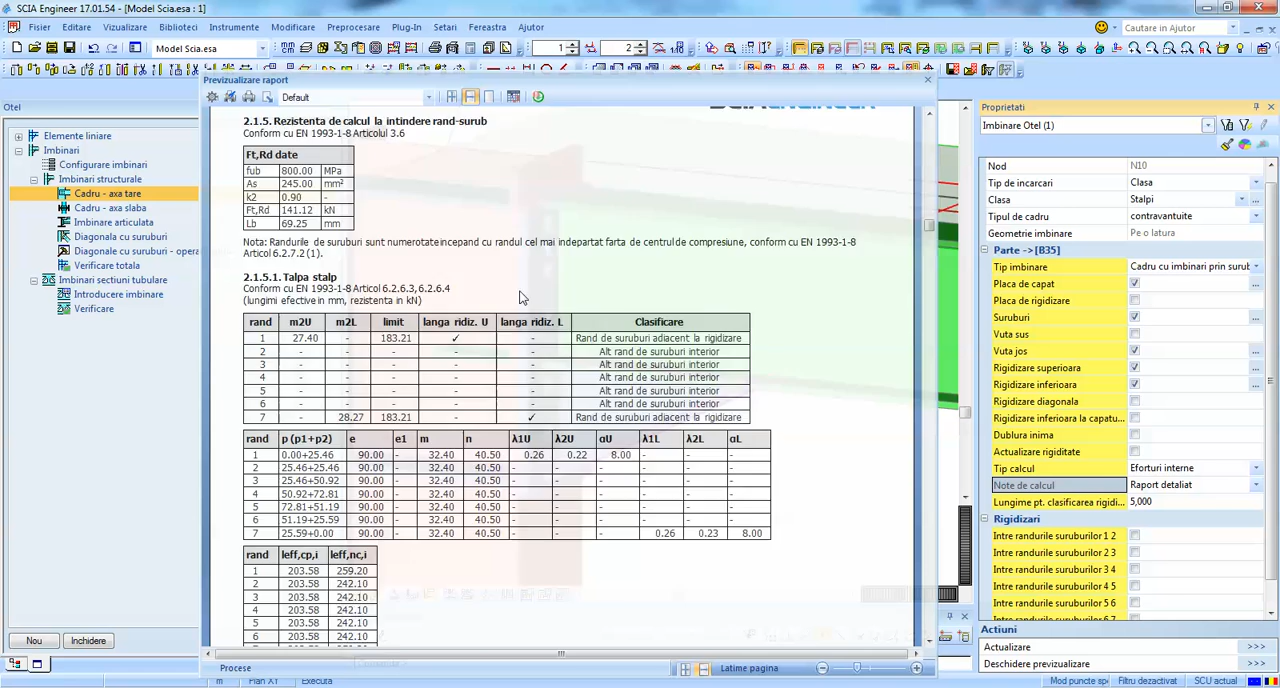 SCIA Engineer 17.01.54 - [Model Scia.esa : 1]
Fisier Editare Vizualizare Biblioteci Instrumente Modificare Preprocesare Plug-In Setari Fereastra Ajutor
Cautare in Ajutor
Model Scia.esa 1 2
Otel
Elemente liniare
Imbinari
Configurare imbinari
Imbinari structurale
Cadru - axa tare
Cadru - axa slaba
Imbinare articulata
Diagonala cu suruburi
Diagonala cu suruburi - opera
Verificare totala
Imbinari sectiuni tubulare
Introducere imbinare
Verificare
Nou Inchidere
Previzualizare raport
Default
2.1.5. Rezistenta de calcul la intindere rand-surub
Conform cu EN 1993-1-8 Articolul 3.6
Ft,Rd date
fub 800.00 MPa
As 245.00 mm²
k2 0.90 -
Ft,Rd 141.12 kN
Lb 69.25 mm
Nota: Randurile de suruburi sunt numerotate incepand cu randul cel mai indepartat farta de centrul de compresiune, conform cu EN 1993-1-8
Articol 6.2.7.2 (1).
2.1.5.1. Talpa stalp
Conform cu EN 1993-1-8 Articol 6.2.6.3, 6.2.6.4
(lungimi efective in mm, rezistenta in kN)
rand m2U m2L limit langa ridiz. U langa ridiz. L Clasificare
1 27.40 - 183.21 ✓ - Rand de suruburi adiacent la rigidizare
2 - - - - - Alt rand de suruburi interior
3 - - - - - Alt rand de suruburi interior
4 - - - - - Alt rand de suruburi interior
5 - - - - - Alt rand de suruburi interior
6 - - - - - Alt rand de suruburi interior
7 - 28.27 183.21 - ✓ Rand de suruburi adiacent la rigidizare
rand p (p1+p2) e e1 m n λ1U λ2U αU λ1L λ2L αL
1 0.00+25.46 90.00 - 32.40 40.50 0.26 0.22 8.00 - - -
2 25.46+25.46 90.00 - 32.40 40.50 - - - - - -
3 25.46+50.92 90.00 - 32.40 40.50 - - - - - -
4 50.92+72.81 90.00 - 32.40 40.50 - - - - - -
5 72.81+51.19 90.00 - 32.40 40.50 - - - - - -
6 51.19+25.59 90.00 - 32.40 40.50 - - - - - -
7 25.59+0.00 90.00 - 32.40 40.50 - - - 0.26 0.23 8.00
rand leff,cp,i leff,nc,i
1 203.58 259.20
2 203.58 242.10
3 203.58 242.10
4 203.58 242.10
5 203.58 242.10
6 203.58 242.10
Procese Latime pagina
Proprietati
Imbinare Otel (1)
Nod N10
Tip de incarcari Clasa
Clasa Stalpi
Tipul de cadru contravantuite
Geometrie imbinare Pe o latura
Parte -> [B35]
Tip imbinare Cadru cu imbinari prin surub
Placa de capat
Placa de rigidizare
Suruburi
Vuta sus
Vuta jos
Rigidizare superioara
Rigidizare inferioara
Rigidizare diagonala
Rigidizare inferioara la capatu...
Dublura inima
Actualizare rigiditate
Tip calcul Eforturi interne
Note de calcul Raport detaliat
Lungime pt. clasificarea rigidi... 5,000
Rigidizari
Intre randurile suruburilor 1 2
Intre randurile suruburilor 2 3
Intre randurile suruburilor 3 4
Intre randurile suruburilor 4 5
Intre randurile suruburilor 5 6
Intre randurile suruburilor 6 7
Actiuni
Actualizare >>>
Deschidere previzualizare >>>
m Plan XY Executa Mod puncte sp Filtru dezactivat SCU actual